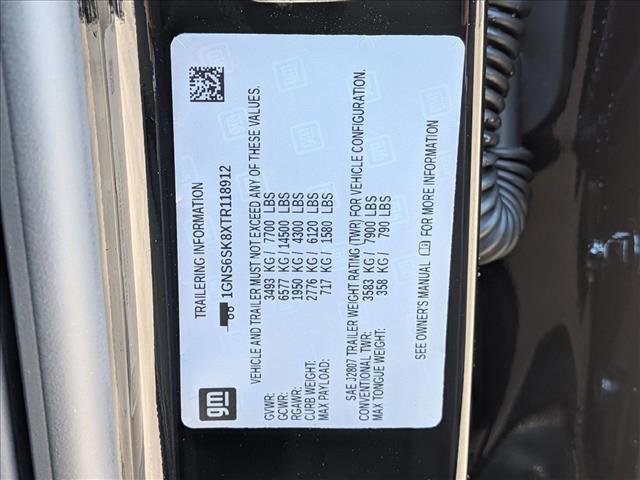 gm
TRAILERING INFORMATION
1GNS6SK8XTR118912
VEHICLE AND TRAILER MUST NOT EXCEED ANY OF THESE VALUES.
GVWR: 3493 KG / 7700 LBS
GCWR: 6577 KG / 14500 LBS
RGAWR: 1950 KG / 4300 LBS
CURB WEIGHT: 2776 KG / 6120 LBS
MAX PAYLOAD: 717 KG / 1580 LBS
SAE J2807 TRAILER WEIGHT RATING (TWR) FOR VEHICLE CONFIGURATION.
CONVENTIONAL TWR: 3583 KG / 7900 LBS
MAX TONGUE WEIGHT: 358 KG / 790 LBS
SEE OWNER'S MANUAL FOR MORE INFORMATION